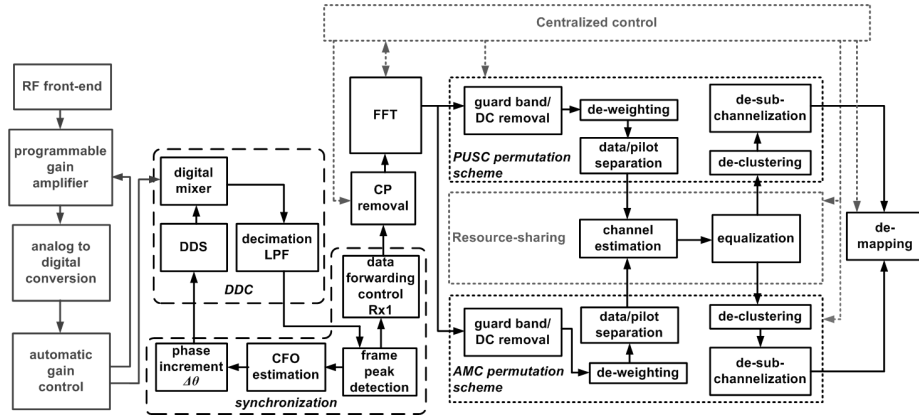 Centralized control
RF front-end
programmable
gain
amplifier
analog to
digital
conversion
automatic
gain
control
digital
mixer
DDS
decimation
LPF
DDC
phase
increment
Δθ
CFO
estimation
frame
peak
detection
synchronization
data
forwarding
control
Rx1
CP
removal
FFT
guard band/
DC removal
de-weighting
data/pilot
separation
PUSC permutation
scheme
de-sub-
channelization
de-clustering
Resource-sharing
channel
estimation
equalization
de-
mapping
guard band/
DC removal
data/pilot
separation
de-weighting
AMC permutation
scheme
de-clustering
de-sub-
channelization